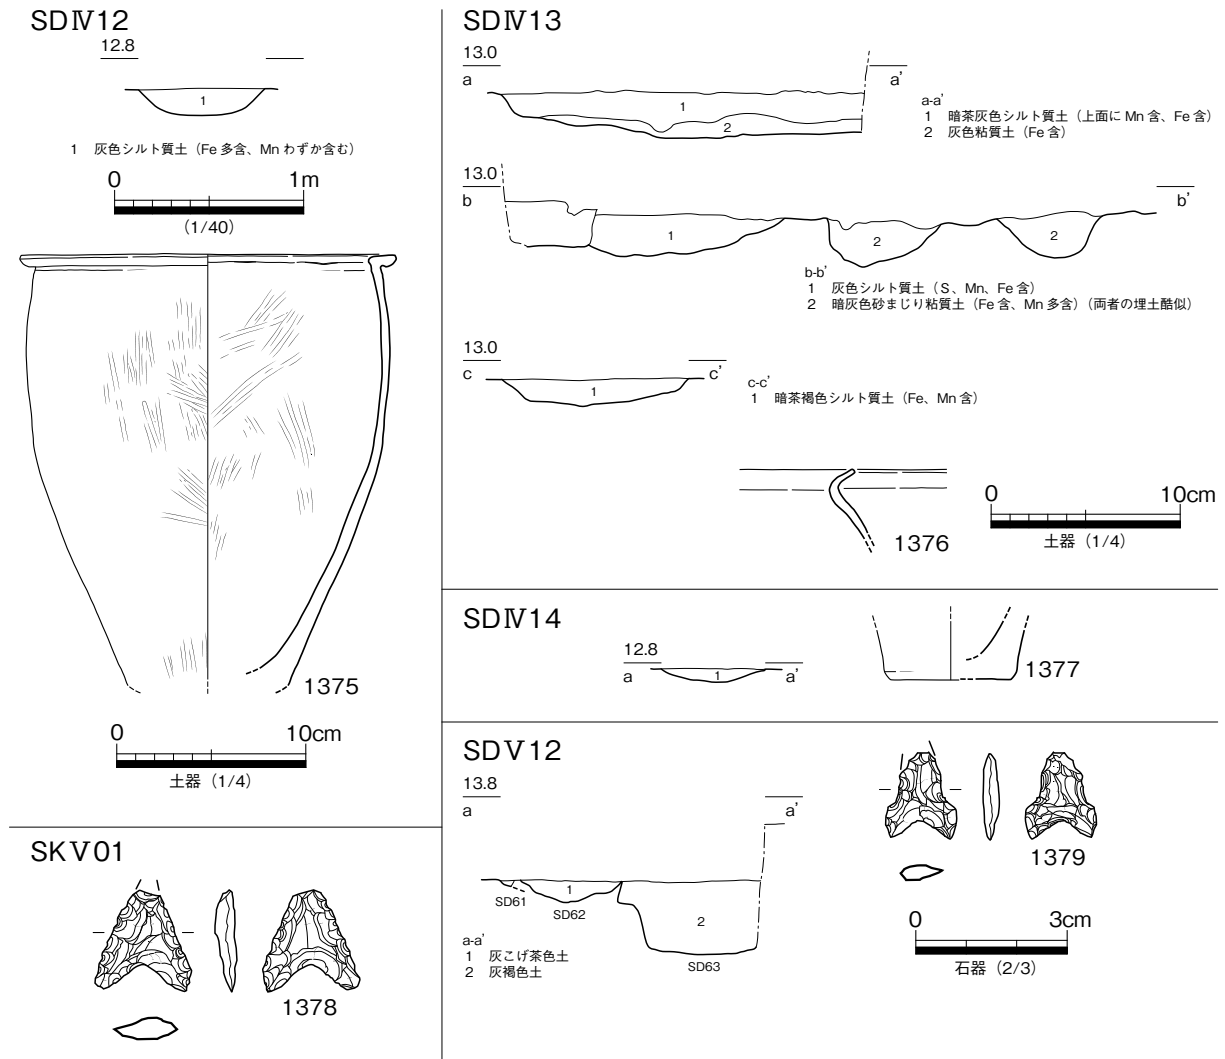 SDⅣ12
12.8
1
1 灰色シルト質土（Fe 多含、Mn わずか含む）
0 1m
(1/40)
1375
0 10cm
土器（1/4）
SKⅤ01
1378
SDⅣ13
13.0
a a’
1
2
a-a’
1 暗茶灰色シルト質土（上面に Mn 含、Fe 含）
2 灰色粘質土（Fe 含）
13.0
b b’
1 2 2
b-b’
1 灰色シルト質土（S、Mn、Fe 含）
2 暗灰色砂まじり粘質土（Fe 含、Mn 多含）（両者の埋土酷似）
13.0
c c’
1
c-c’
1 暗茶褐色シルト質土（Fe、Mn 含）
1376
0 10cm
土器（1/4）
SDⅣ14
12.8
a a’
1
1377
SDⅤ12
13.8
a a’
1
2
SD61
SD62
SD63
a-a’
1 灰こげ茶色土
2 灰褐色土
1379
0 3cm
石器（2/3）